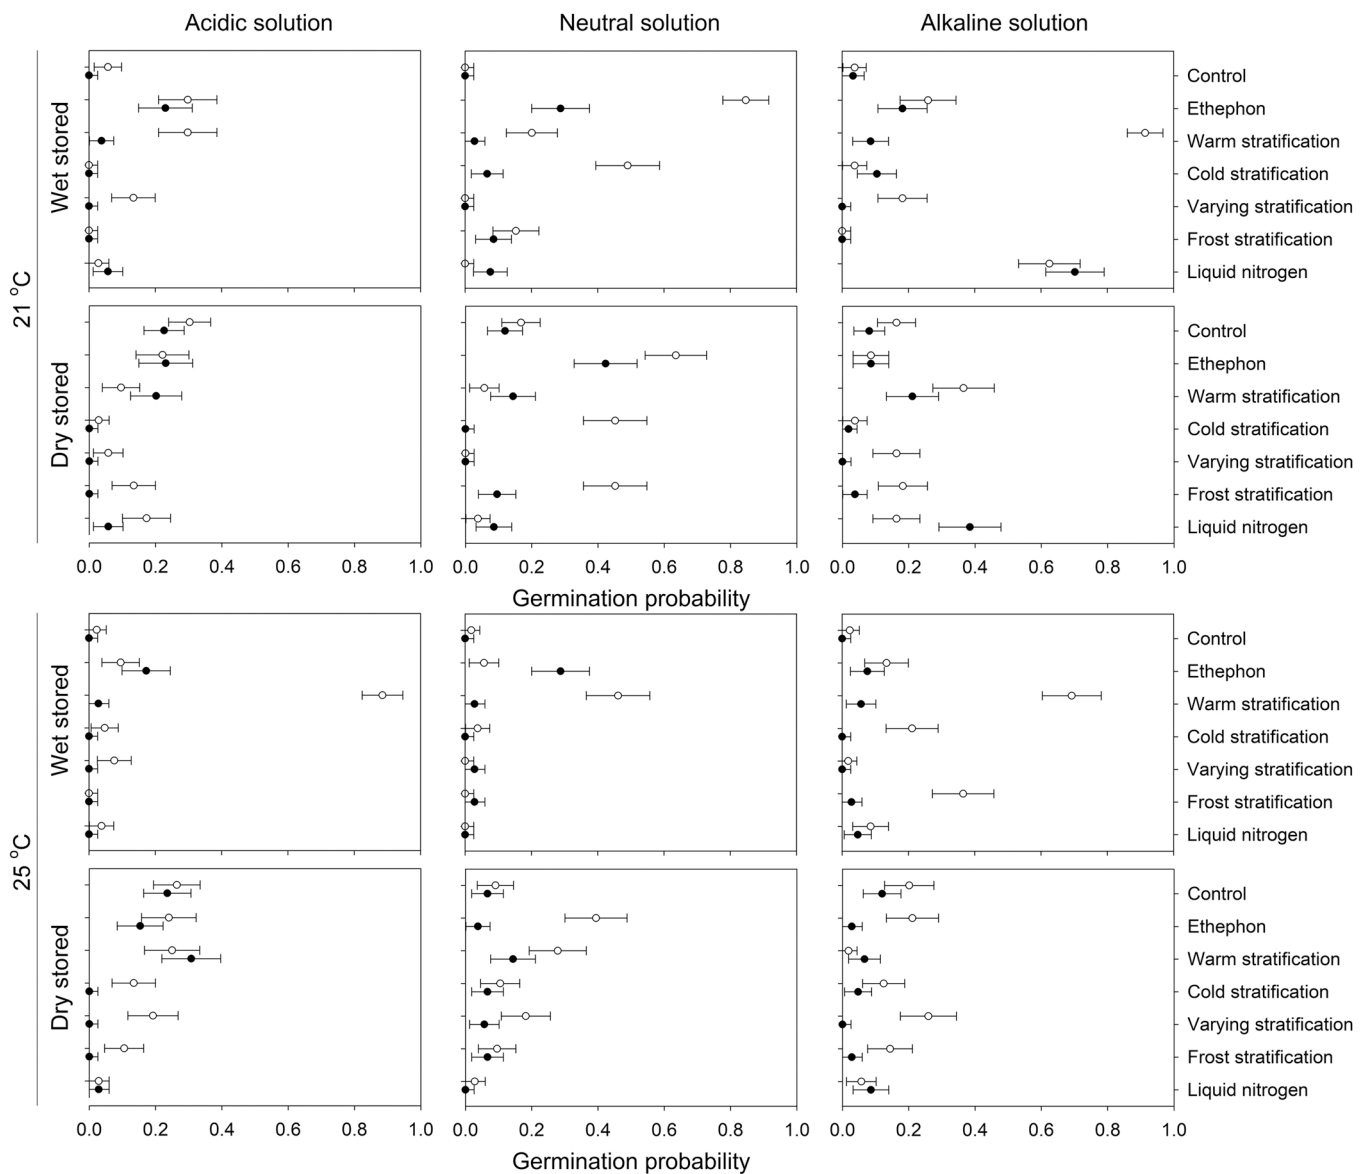 Acidic solution Neutral solution Alkaline solution
21 °C
Wet stored
Control
Ethephon
Warm stratification
Cold stratification
Varying stratification
Frost stratification
Liquid nitrogen
Dry stored
Control
Ethephon
Warm stratification
Cold stratification
Varying stratification
Frost stratification
Liquid nitrogen
0.0 0.2 0.4 0.6 0.8 1.0 0.0 0.2 0.4 0.6 0.8 1.0 0.0 0.2 0.4 0.6 0.8 1.0
Germination probability
25 °C
Wet stored
Control
Ethephon
Warm stratification
Cold stratification
Varying stratification
Frost stratification
Liquid nitrogen
Dry stored
Control
Ethephon
Warm stratification
Cold stratification
Varying stratification
Frost stratification
Liquid nitrogen
0.0 0.2 0.4 0.6 0.8 1.0 0.0 0.2 0.4 0.6 0.8 1.0 0.0 0.2 0.4 0.6 0.8 1.0
Germination probability